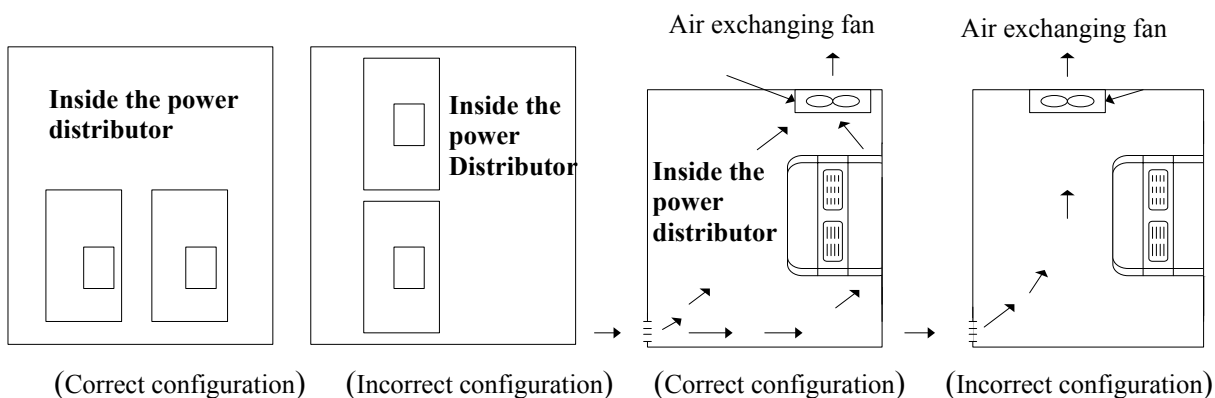 Air exchanging fan
Air exchanging fan
Inside the power
distributor
Inside the
power
Distributor
Inside the
power
distributor
(Correct configuration)
(Incorrect configuration)
(Correct configuration)
(Incorrect configuration)